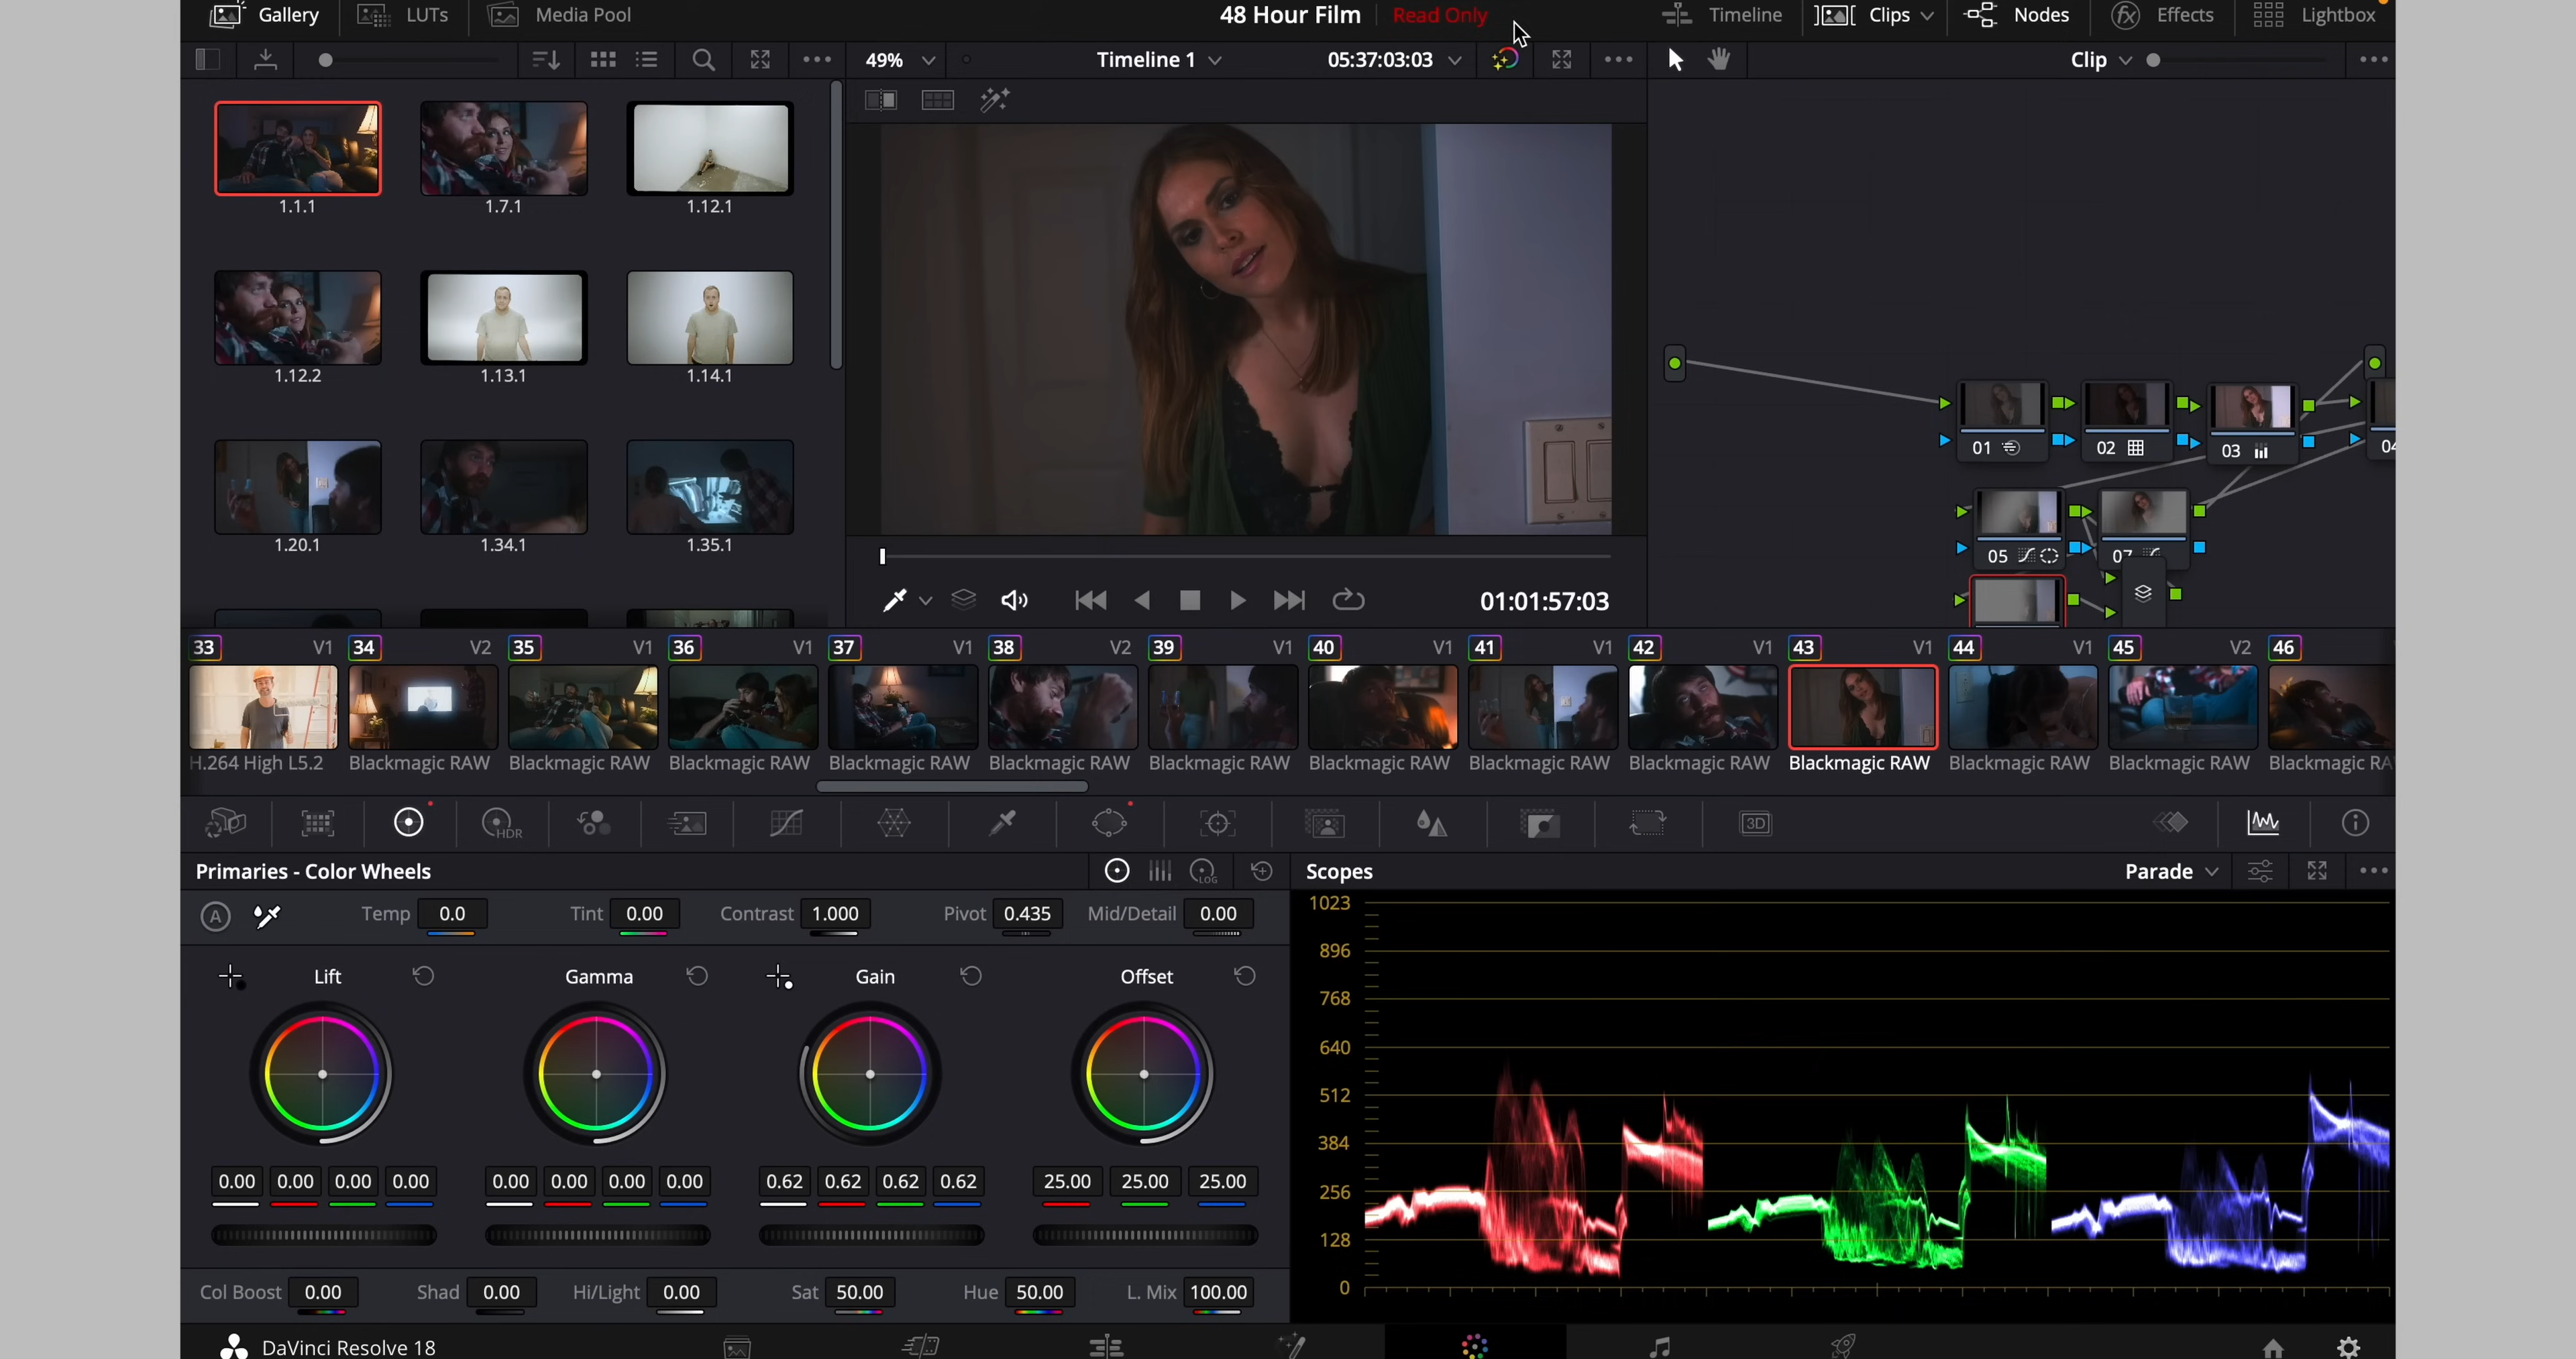 Gallery LUTs Media Pool 48 Hour Film Read Only Timeline Clips Nodes Effects Lightbox
49% Timeline 1 05:37:03:03 Clip
1.1.1 1.7.1 1.12.1
1.12.2 1.13.1 1.14.1
1.20.1 1.34.1 1.35.1
01 02 03 04
05 07
01:01:57:03
33 V1 34 V2 35 V1 36 V1 37 V1 38 V2 39 V1 40 V1 41 V1 42 V1 43 V1 44 V1 45 V2 46
H.264 High L5.2 Blackmagic RAW Blackmagic RAW Blackmagic RAW Blackmagic RAW Blackmagic RAW Blackmagic RAW Blackmagic RAW Blackmagic RAW Blackmagic RAW Blackmagic RAW Blackmagic RAW Blackmagic RAW Blackmagic RA
HDR 3D
Primaries - Color Wheels LOG Scopes Parade
A Temp 0.0 Tint 0.00 Contrast 1.000 Pivot 0.435 Mid/Detail 0.00
Lift Gamma Gain Offset
0.00 0.00 0.00 0.00 0.00 0.00 0.00 0.00 0.62 0.62 0.62 0.62 25.00 25.00 25.00
Col Boost 0.00 Shad 0.00 Hi/Light 0.00 Sat 50.00 Hue 50.00 L. Mix 100.00
1023
896
768
640
512
384
256
128
0
DaVinci Resolve 18